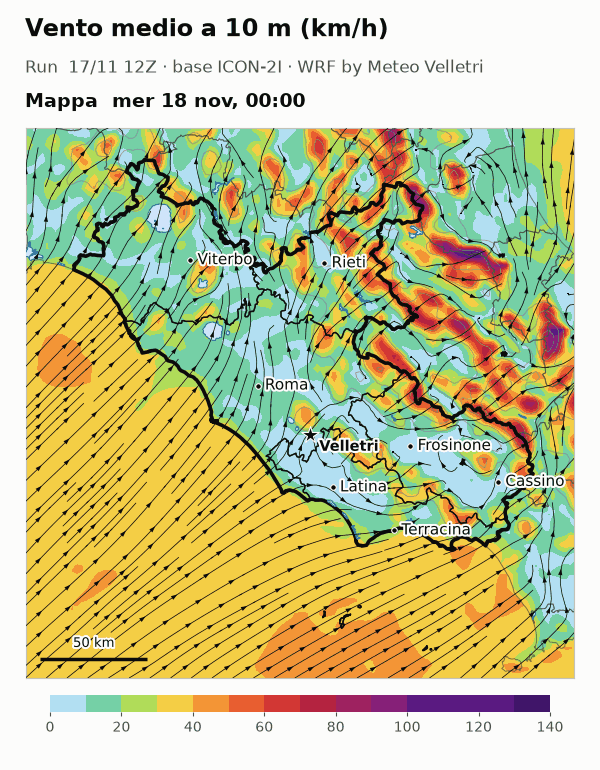 Vento medio a 10 m (km/h)
Run 17/11 12Z · base ICON-2I · WRF by Meteo Velletri
Mappa mer 18 nov, 00:00
Viterbo
Rieti
Roma
Velletri
Frosinone
Latina
Cassino
Terracina
50 km
0 20 40 60 80 100 120 140